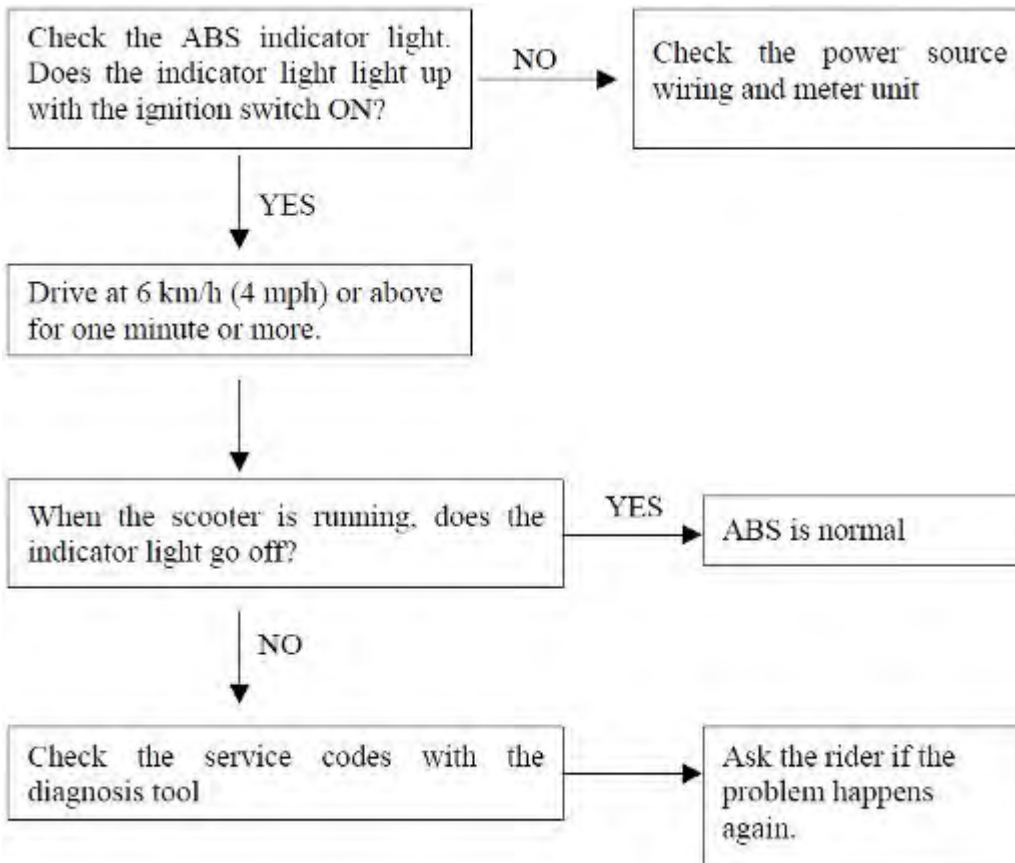 Check the ABS indicator light.
Does the indicator light light up
with the ignition switch ON?
NO
Check the power source
wiring and meter unit
YES
Drive at 6 km/h (4 mph) or above
for one minute or more.
When the scooter is running, does the
indicator light go off?
YES
ABS is normal
NO
Check the service codes with the
diagnosis tool
Ask the rider if the
problem happens
again.